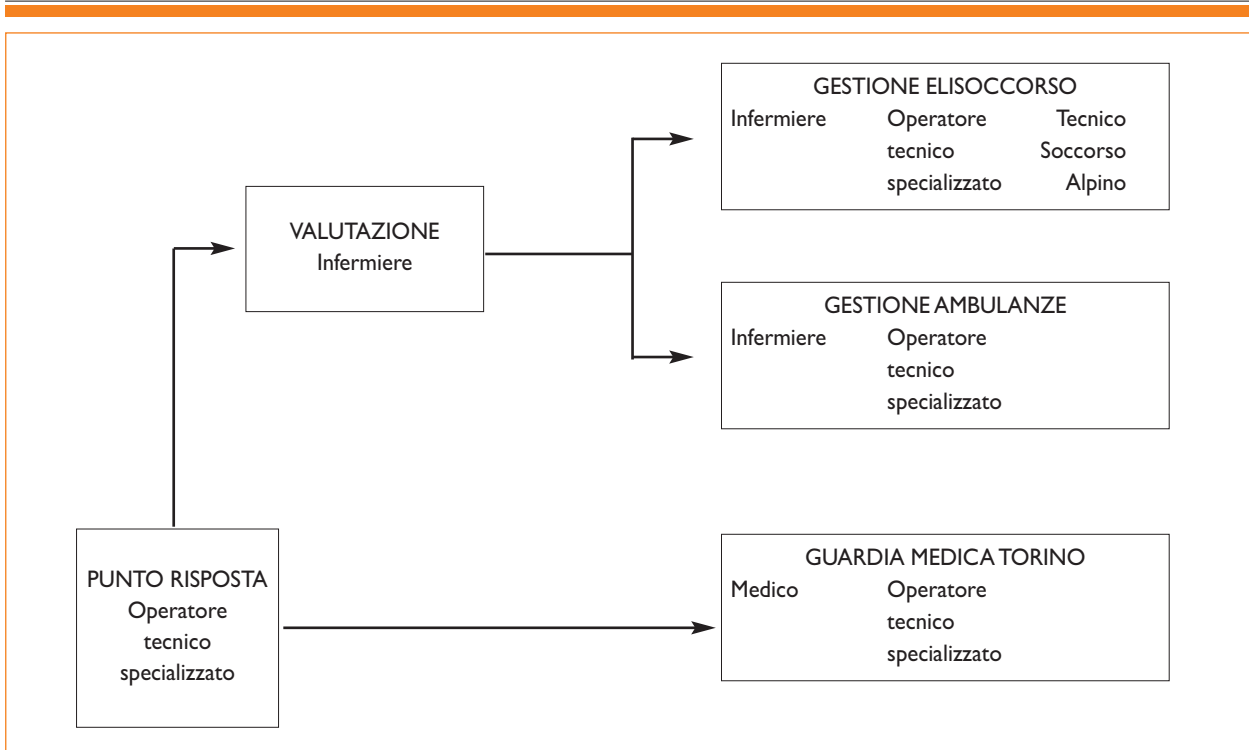 GESTIONE ELISOCCORSO
Infermiere Operatore Tecnico
tecnico Soccorso
specializzato Alpino
VALUTAZIONE
Infermiere
GESTIONE AMBULANZE
Infermiere Operatore
tecnico
specializzato
PUNTO RISPOSTA
Operatore
tecnico
specializzato
GUARDIA MEDICA TORINO
Medico Operatore
tecnico
specializzato